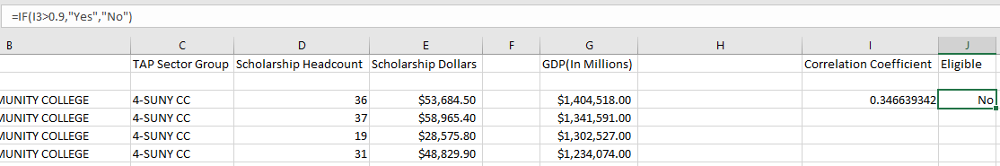 =IF(I3>0.9,"Yes","No")
B C D E F G H I J
TAP Sector Group Scholarship Headcount Scholarship Dollars GDP(In Millions) Correlation Coefficient Eligible
MUNITY COLLEGE 4-SUNY CC 36 $53,684.50 $1,404,518.00 0.346639342 No
MUNITY COLLEGE 4-SUNY CC 37 $58,965.40 $1,341,591.00
MUNITY COLLEGE 4-SUNY CC 19 $28,575.80 $1,302,527.00
MUNITY COLLEGE 4-SUNY CC 31 $48,829.90 $1,234,074.00